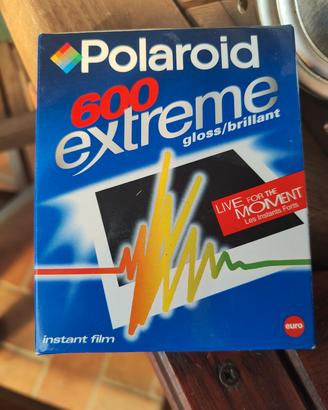 Polaroid
600
extreme
gloss/brillant
LIVE FOR THE
MOMENT
Les Instants Forts
instant film
euro